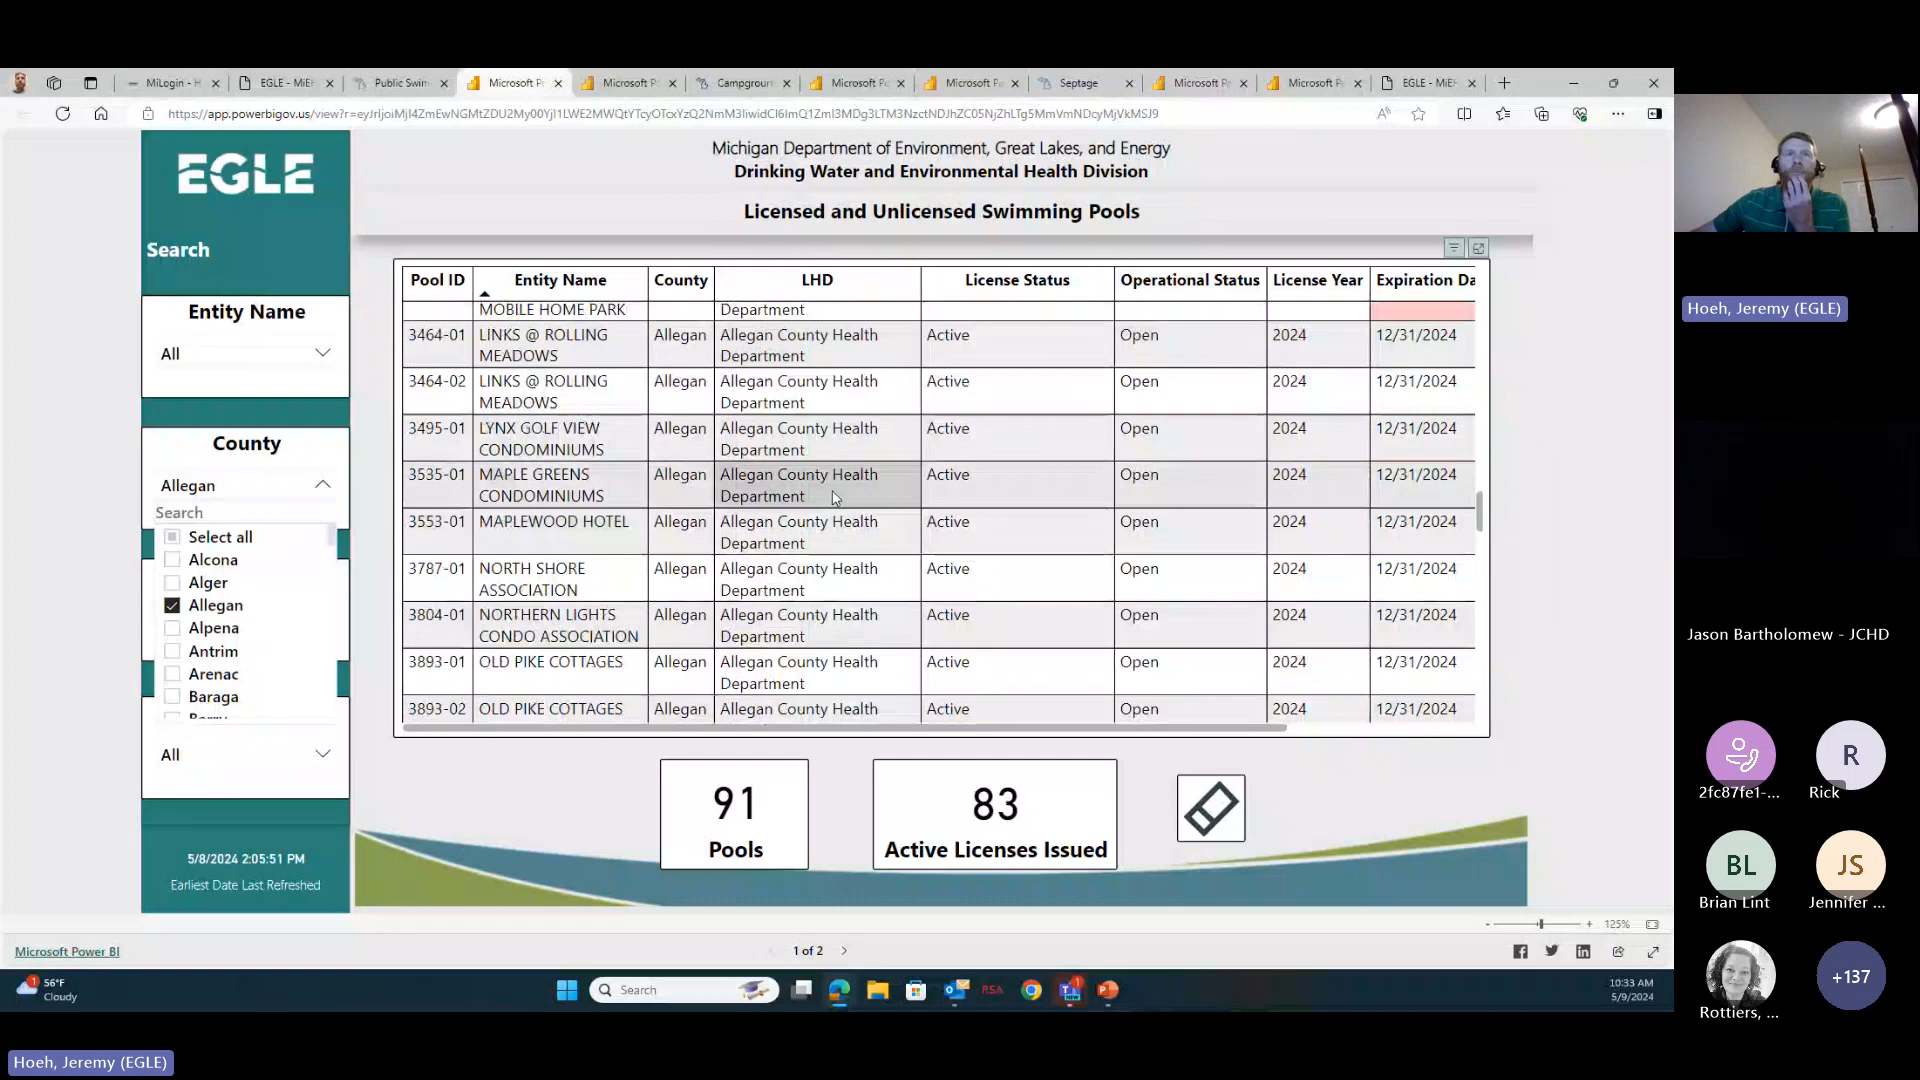 MiLogin - H
EGLE - MiEH
Public Swim
Microsoft Po
Microsoft Po
Campground
Microsoft Po
Microsoft Po
Septage
Microsoft Po
Microsoft Po
EGLE - MiEH
EGLE
Search
Entity Name
All
County
Allegan
Search
Select all
Alcona
Alger
Allegan
Alpena
Antrim
Arenac
Baraga
All
5/8/2024 2:05:51 PM
Earliest Date Last Refreshed
Michigan Department of Environment, Great Lakes, and Energy
Drinking Water and Environmental Health Division
Licensed and Unlicensed Swimming Pools
Pool ID Entity Name County LHD License Status Operational Status License Year Expiration Da
MOBILE HOME PARK Department
3464-01 LINKS @ ROLLING Allegan Allegan County Health Active Open 2024 12/31/2024
MEADOWS Department
3464-02 LINKS @ ROLLING Allegan Allegan County Health Active Open 2024 12/31/2024
MEADOWS Department
3495-01 LYNX GOLF VIEW Allegan Allegan County Health Active Open 2024 12/31/2024
CONDOMINIUMS Department
3535-01 MAPLE GREENS Allegan Allegan County Health Active Open 2024 12/31/2024
CONDOMINIUMS Department
3553-01 MAPLEWOOD HOTEL Allegan Allegan County Health Active Open 2024 12/31/2024
Department
3787-01 NORTH SHORE Allegan Allegan County Health Active Open 2024 12/31/2024
ASSOCIATION Department
3804-01 NORTHERN LIGHTS Allegan Allegan County Health Active Open 2024 12/31/2024
CONDO ASSOCIATION Department
3893-01 OLD PIKE COTTAGES Allegan Allegan County Health Active Open 2024 12/31/2024
Department
3893-02 OLD PIKE COTTAGES Allegan Allegan County Health Active Open 2024 12/31/2024
91
Pools
83
Active Licenses Issued
125%
Microsoft Power BI
1 of 2
56°F
Cloudy
Search
RSA
10:33 AM
5/9/2024
Hoeh, Jeremy (EGLE)
Hoeh, Jeremy (EGLE)
Jason Bartholomew - JCHD
2fc87fe1-...
R
Rick
BL
Brian Lint
JS
Jennifer ...
Rottiers, ...
+137